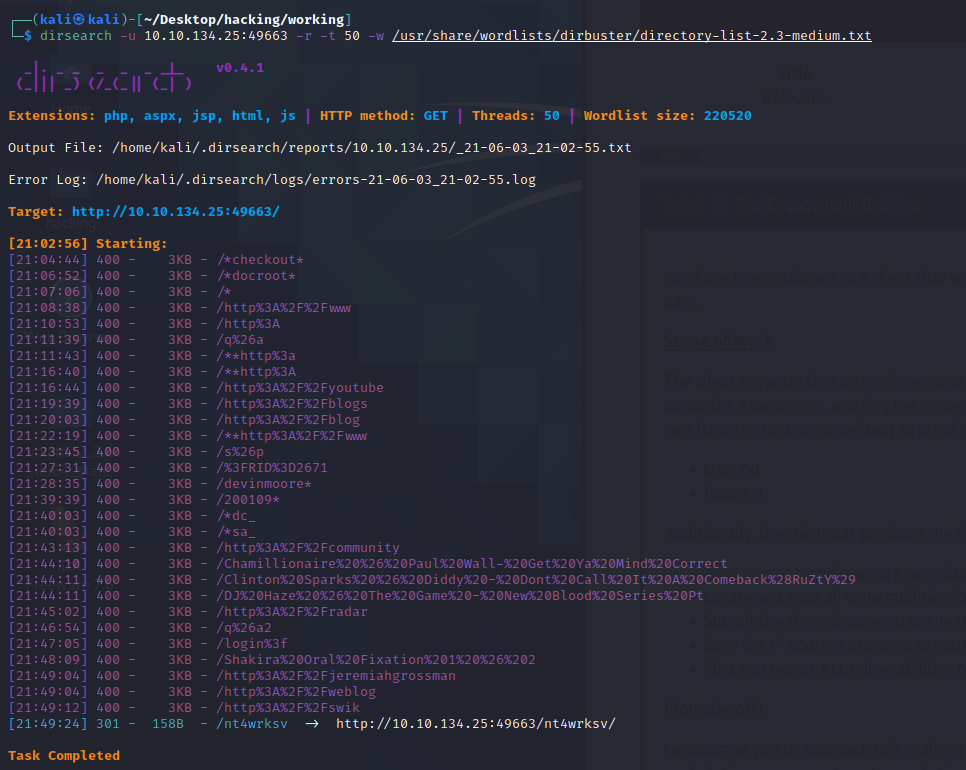 ┌──(kali㉿kali)-[~/Desktop/hacking/working]
└─$ dirsearch -u 10.10.134.25:49663 -r -t 50 -w /usr/share/wordlists/dirbuster/directory-list-2.3-medium.txt
v0.4.1
Extensions: php, aspx, jsp, html, js | HTTP method: GET | Threads: 50 | Wordlist size: 220520
Output File: /home/kali/.dirsearch/reports/10.10.134.25/_21-06-03_21-02-55.txt
Error Log: /home/kali/.dirsearch/logs/errors-21-06-03_21-02-55.log
Target: http://10.10.134.25:49663/
[21:02:56] Starting:
[21:04:44] 400 - 3KB - /*checkout*
[21:06:52] 400 - 3KB - /*docroot*
[21:07:06] 400 - 3KB - /*
[21:08:38] 400 - 3KB - /http%3A%2F%2Fwww
[21:10:53] 400 - 3KB - /http%3A
[21:11:39] 400 - 3KB - /q%26a
[21:11:43] 400 - 3KB - /**http%3a
[21:16:40] 400 - 3KB - /**http%3A
[21:16:44] 400 - 3KB - /http%3A%2F%2Fyoutube
[21:19:39] 400 - 3KB - /http%3A%2F%2Fblogs
[21:20:03] 400 - 3KB - /http%3A%2F%2Fblog
[21:22:19] 400 - 3KB - /**http%3A%2F%2Fwww
[21:23:45] 400 - 3KB - /s%26p
[21:27:31] 400 - 3KB - /%3FRID%3D2671
[21:28:35] 400 - 3KB - /devinmoore*
[21:39:39] 400 - 3KB - /200109*
[21:40:03] 400 - 3KB - /*dc_
[21:40:03] 400 - 3KB - /*sa_
[21:43:13] 400 - 3KB - /http%3A%2F%2Fcommunity
[21:44:10] 400 - 3KB - /Chamillionaire%20%26%20Paul%20Wall-%20Get%20Ya%20Mind%20Correct
[21:44:11] 400 - 3KB - /Clinton%20Sparks%20%26%20Diddy%20-%20Dont%20Call%20It%20A%20Comeback%28RuZtY%29
[21:44:11] 400 - 3KB - /DJ%20Haze%20%26%20The%20Game%20-%20New%20Blood%20Series%20Pt
[21:45:02] 400 - 3KB - /http%3A%2F%2Fradar
[21:46:54] 400 - 3KB - /q%26a2
[21:47:05] 400 - 3KB - /login%3f
[21:48:09] 400 - 3KB - /Shakira%20Oral%20Fixation%201%20%26%202
[21:49:04] 400 - 3KB - /http%3A%2F%2Fjeremiahgrossman
[21:49:04] 400 - 3KB - /http%3A%2F%2Fweblog
[21:49:12] 400 - 3KB - /http%3A%2F%2Fswik
[21:49:24] 301 - 158B - /nt4wrksv → http://10.10.134.25:49663/nt4wrksv/
Task Completed